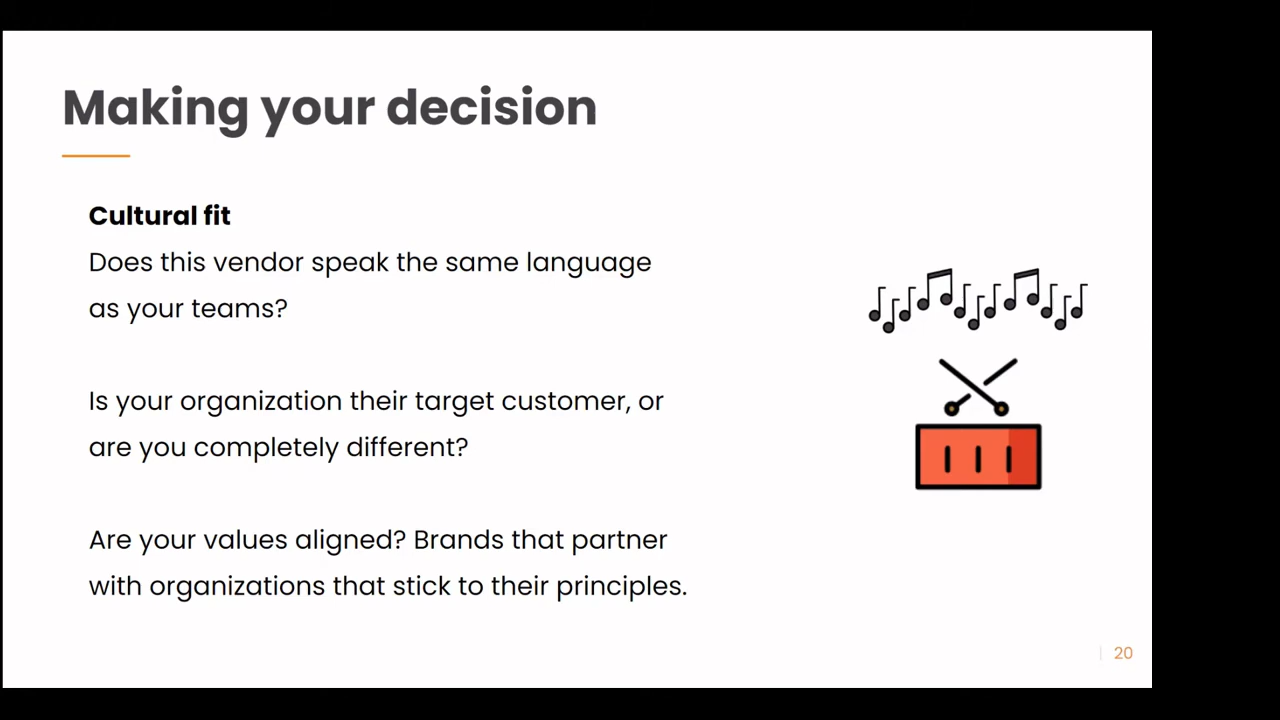 Making your decision
Cultural fit
Does this vendor speak the same language
as your teams?
Is your organization their target customer, or
are you completely different?
Are your values aligned? Brands that partner
with organizations that stick to their principles.
20